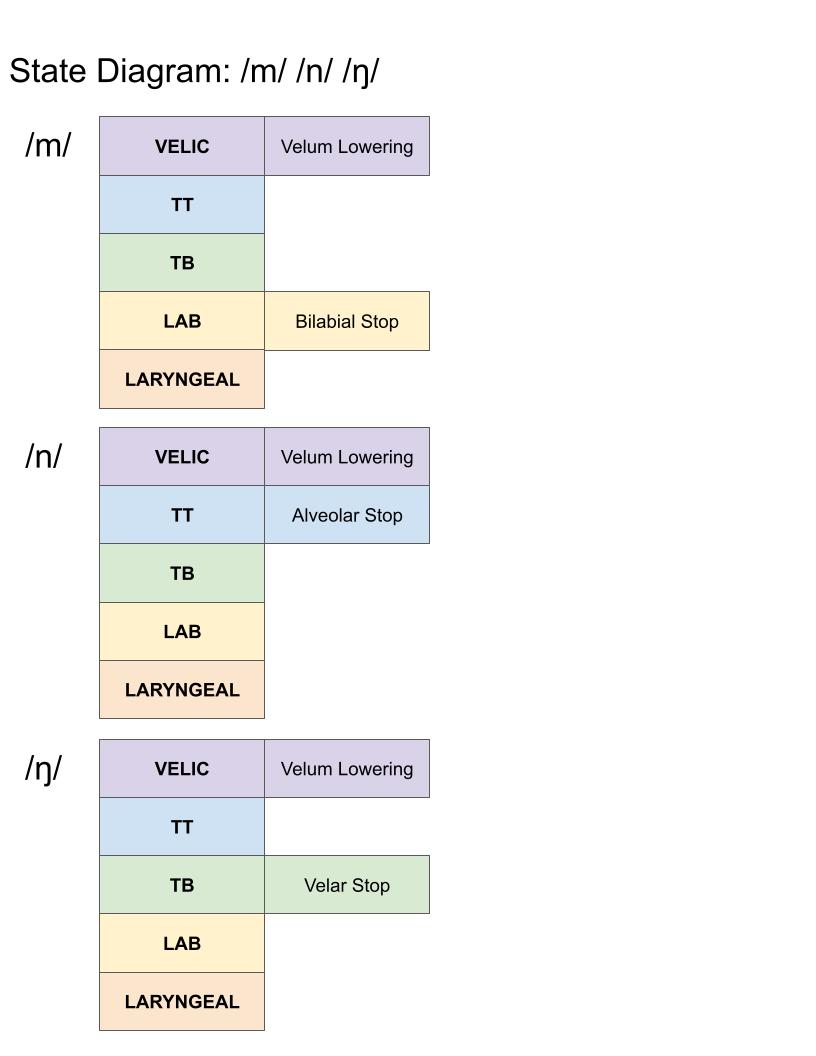 State Diagram: /m/ /n/ /ŋ/
/m/
VELIC Velum Lowering
TT
TB
LAB Bilabial Stop
LARYNGEAL
/n/
VELIC Velum Lowering
TT Alveolar Stop
TB
LAB
LARYNGEAL
/ŋ/
VELIC Velum Lowering
TT
TB Velar Stop
LAB
LARYNGEAL